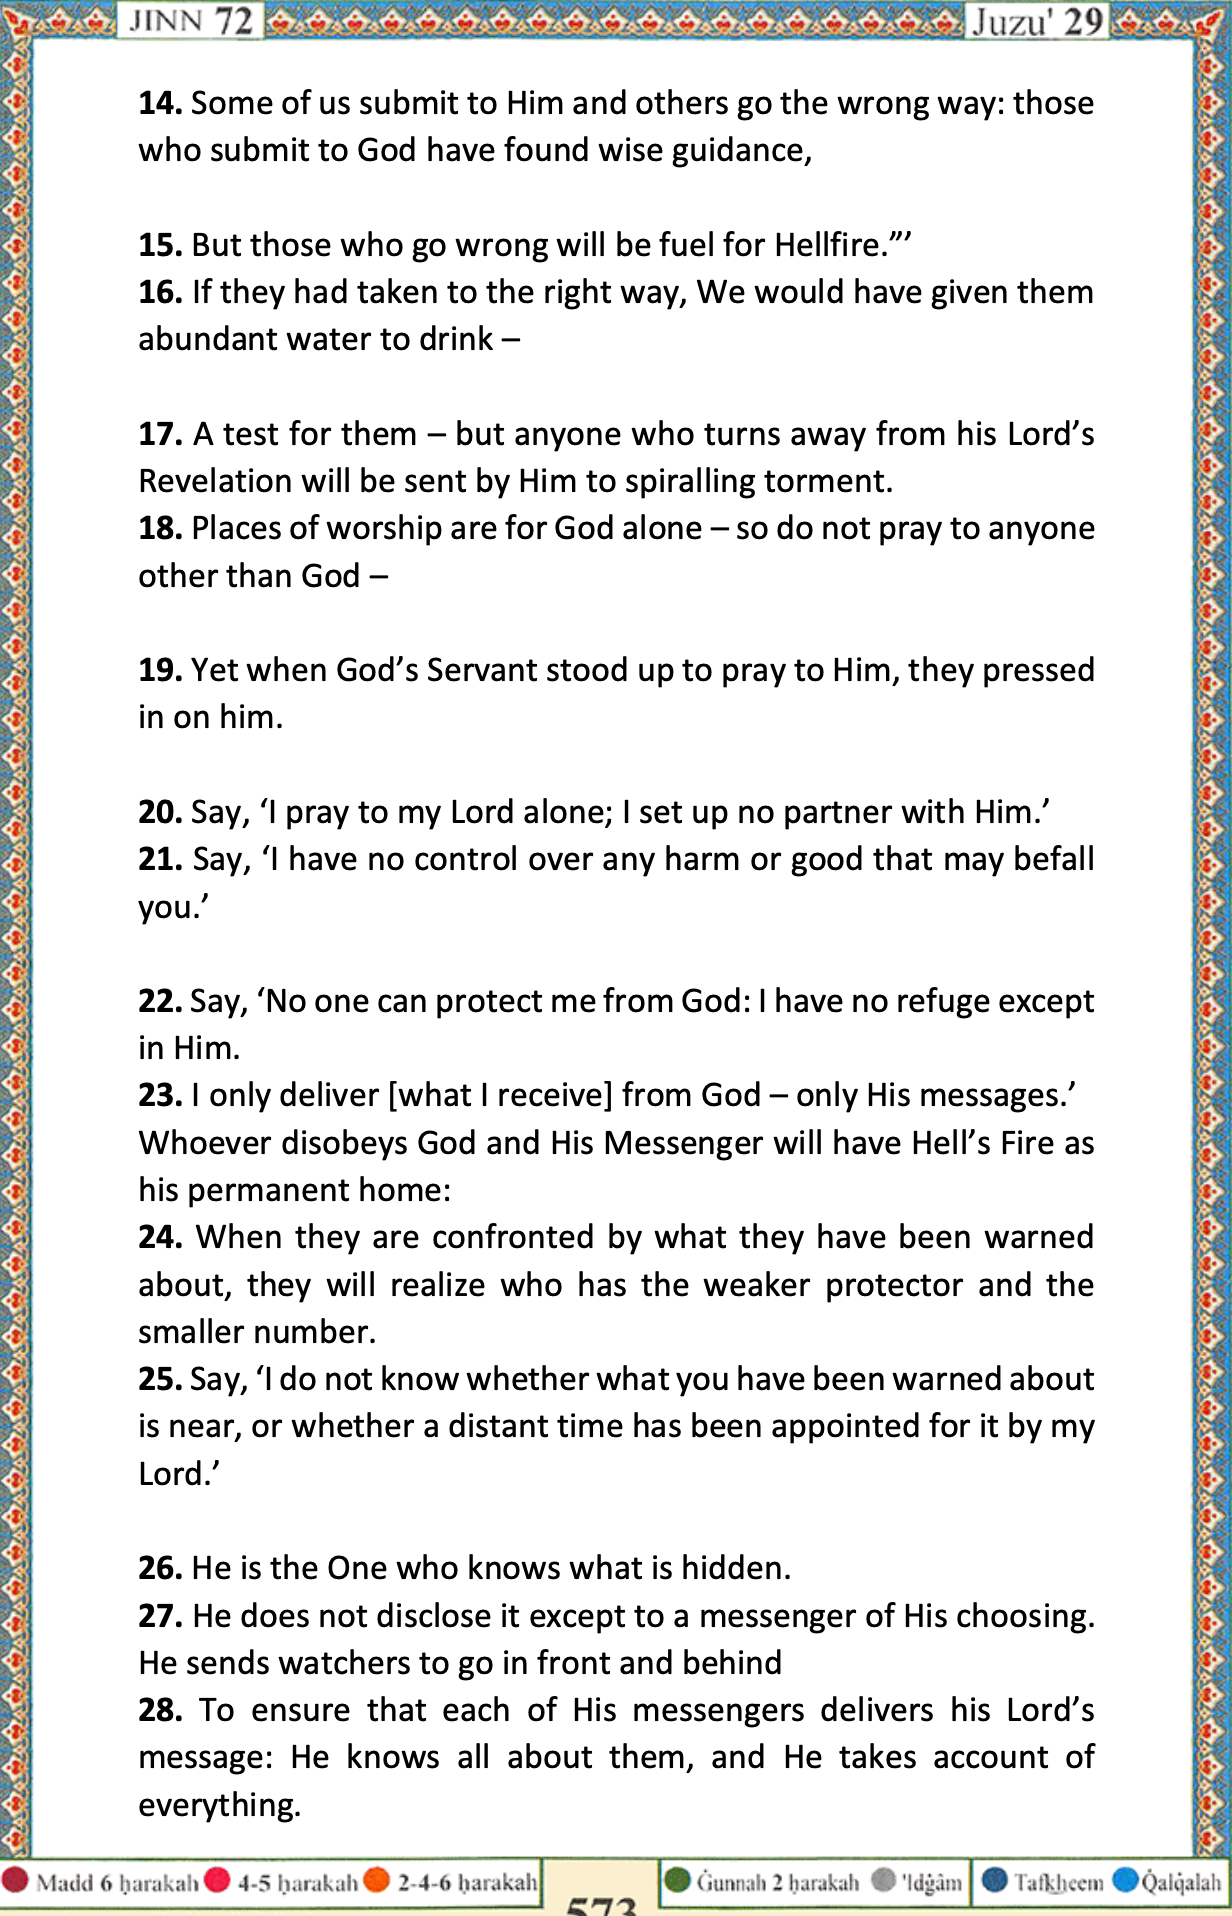 JINN 72
Juzu' 29
14. Some of us submit to Him and others go the wrong way: those
who submit to God have found wise guidance,
15. But those who go wrong will be fuel for Hellfire.”’
16. If they had taken to the right way, We would have given them
abundant water to drink –
17. A test for them – but anyone who turns away from his Lord’s
Revelation will be sent by Him to spiralling torment.
18. Places of worship are for God alone – so do not pray to anyone
other than God –
19. Yet when God’s Servant stood up to pray to Him, they pressed
in on him.
20. Say, ‘I pray to my Lord alone; I set up no partner with Him.’
21. Say, ‘I have no control over any harm or good that may befall
you.’
22. Say, ‘No one can protect me from God: I have no refuge except
in Him.
23. I only deliver [what I receive] from God – only His messages.’
Whoever disobeys God and His Messenger will have Hell’s Fire as
his permanent home:
24. When they are confronted by what they have been warned
about, they will realize who has the weaker protector and the
smaller number.
25. Say, ‘I do not know whether what you have been warned about
is near, or whether a distant time has been appointed for it by my
Lord.’
26. He is the One who knows what is hidden.
27. He does not disclose it except to a messenger of His choosing.
He sends watchers to go in front and behind
28. To ensure that each of His messengers delivers his Lord’s
message: He knows all about them, and He takes account of
everything.
Madd 6 ḥarakah 4-5 ḥarakah 2-4-6 ḥarakah
Ġunnah 2 ḥarakah 'Idġâm Tafkheem Q̇alq̇alah
573